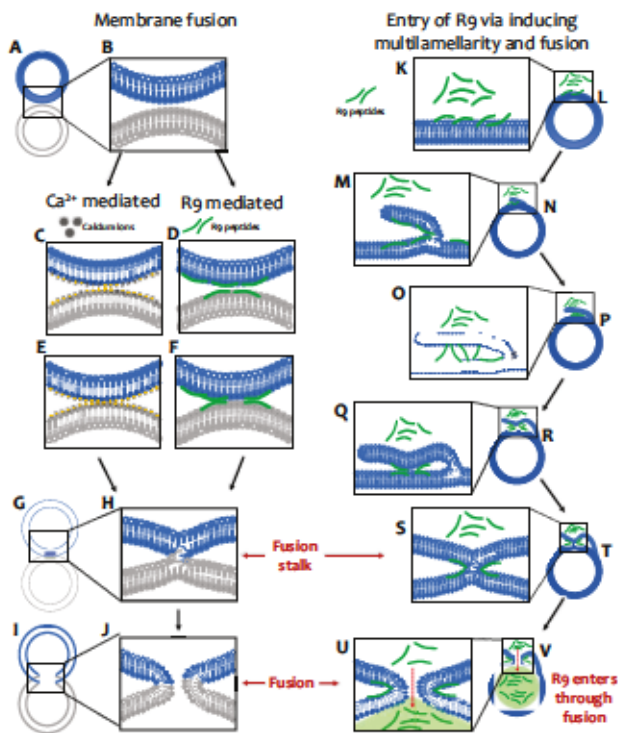 Membrane fusion
Entry of R9 via inducing
multilamellarity and fusion
A
B
K
L
R9 peptides
M
N
Ca²⁺ mediated
R9 mediated
Calcium ions
R9 peptides
C
D
O
P
E
F
Q
R
G
H
S
T
Fusion
stalk
I
J
U
V
Fusion
R9 enters
through
fusion